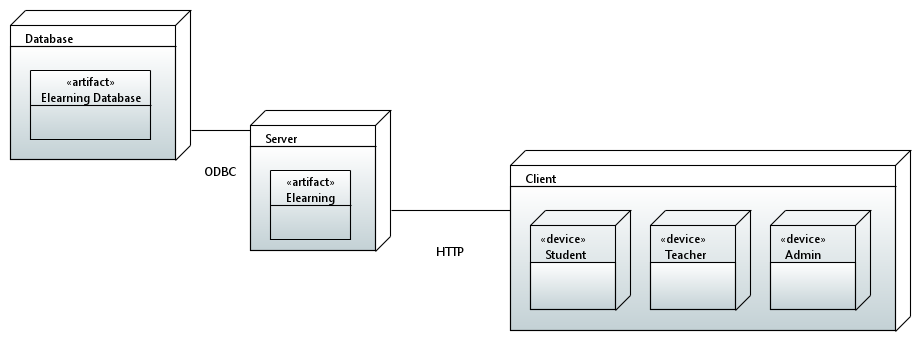 Database
«artifact»
Elearning Database
ODBC
Server
«artifact»
Elearning
HTTP
Client
«device»
Student
«device»
Teacher
«device»
Admin